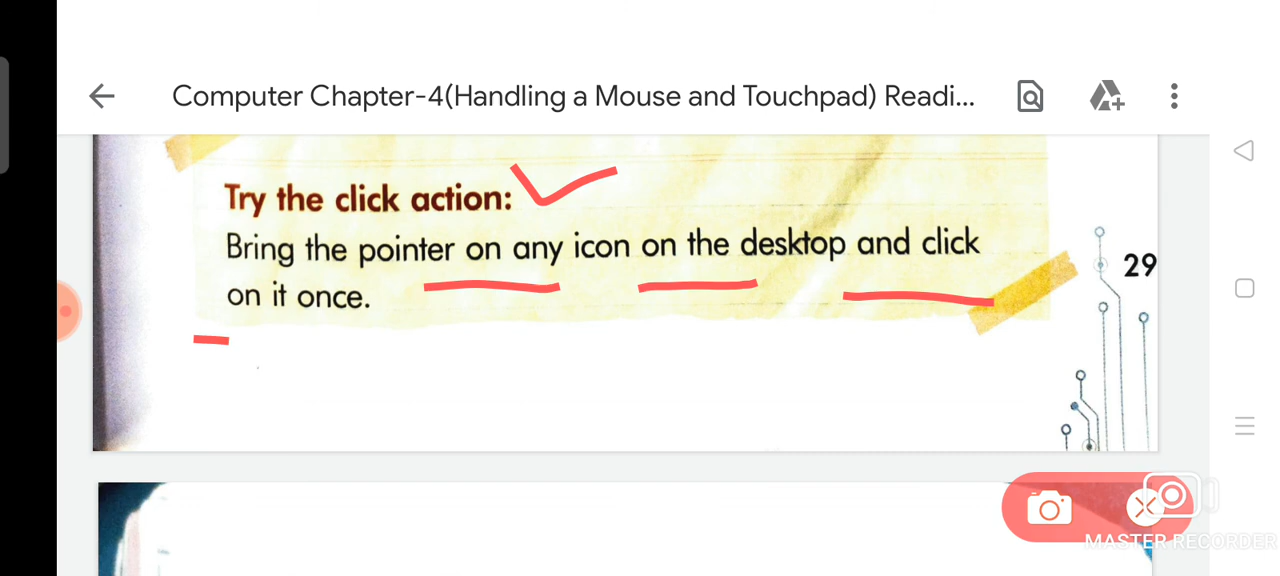 Computer Chapter-4(Handling a Mouse and Touchpad) Readi...
Try the click action:
Bring the pointer on any icon on the desktop and click
on it once.
29
MASTER RECORDER